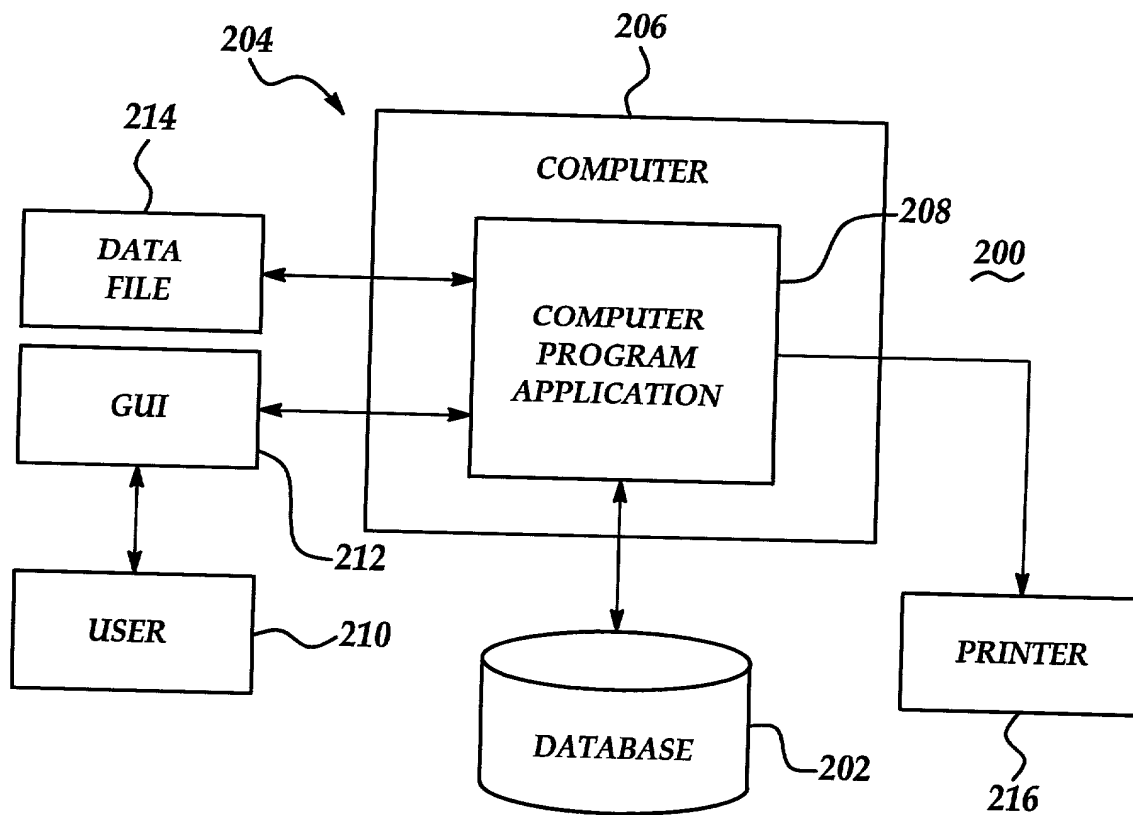 206
204
214
COMPUTER
208
DATA
FILE
200
COMPUTER
PROGRAM
APPLICATION
GUI
212
USER
210
PRINTER
DATABASE
202
216